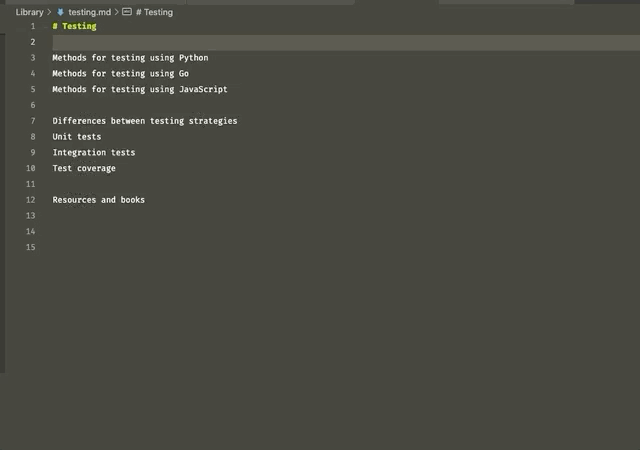 Library > testing.md > # Testing
1 # Testing
2
3 Methods for testing using Python
4 Methods for testing using Go
5 Methods for testing using JavaScript
6
7 Differences between testing strategies
8 Unit tests
9 Integration tests
10 Test coverage
11
12 Resources and books
13
14
15